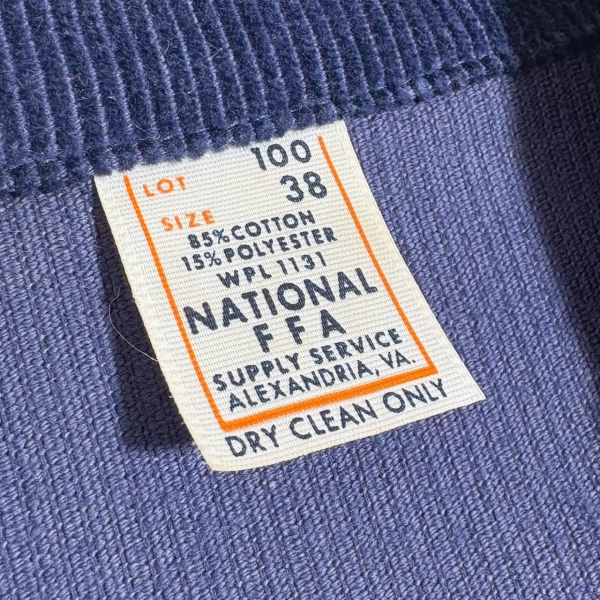 LOT 100
SIZE 38
85% COTTON
15% POLYESTER
WPL 1131
NATIONAL
FFA
SUPPLY SERVICE
ALEXANDRIA, VA.
DRY CLEAN ONLY